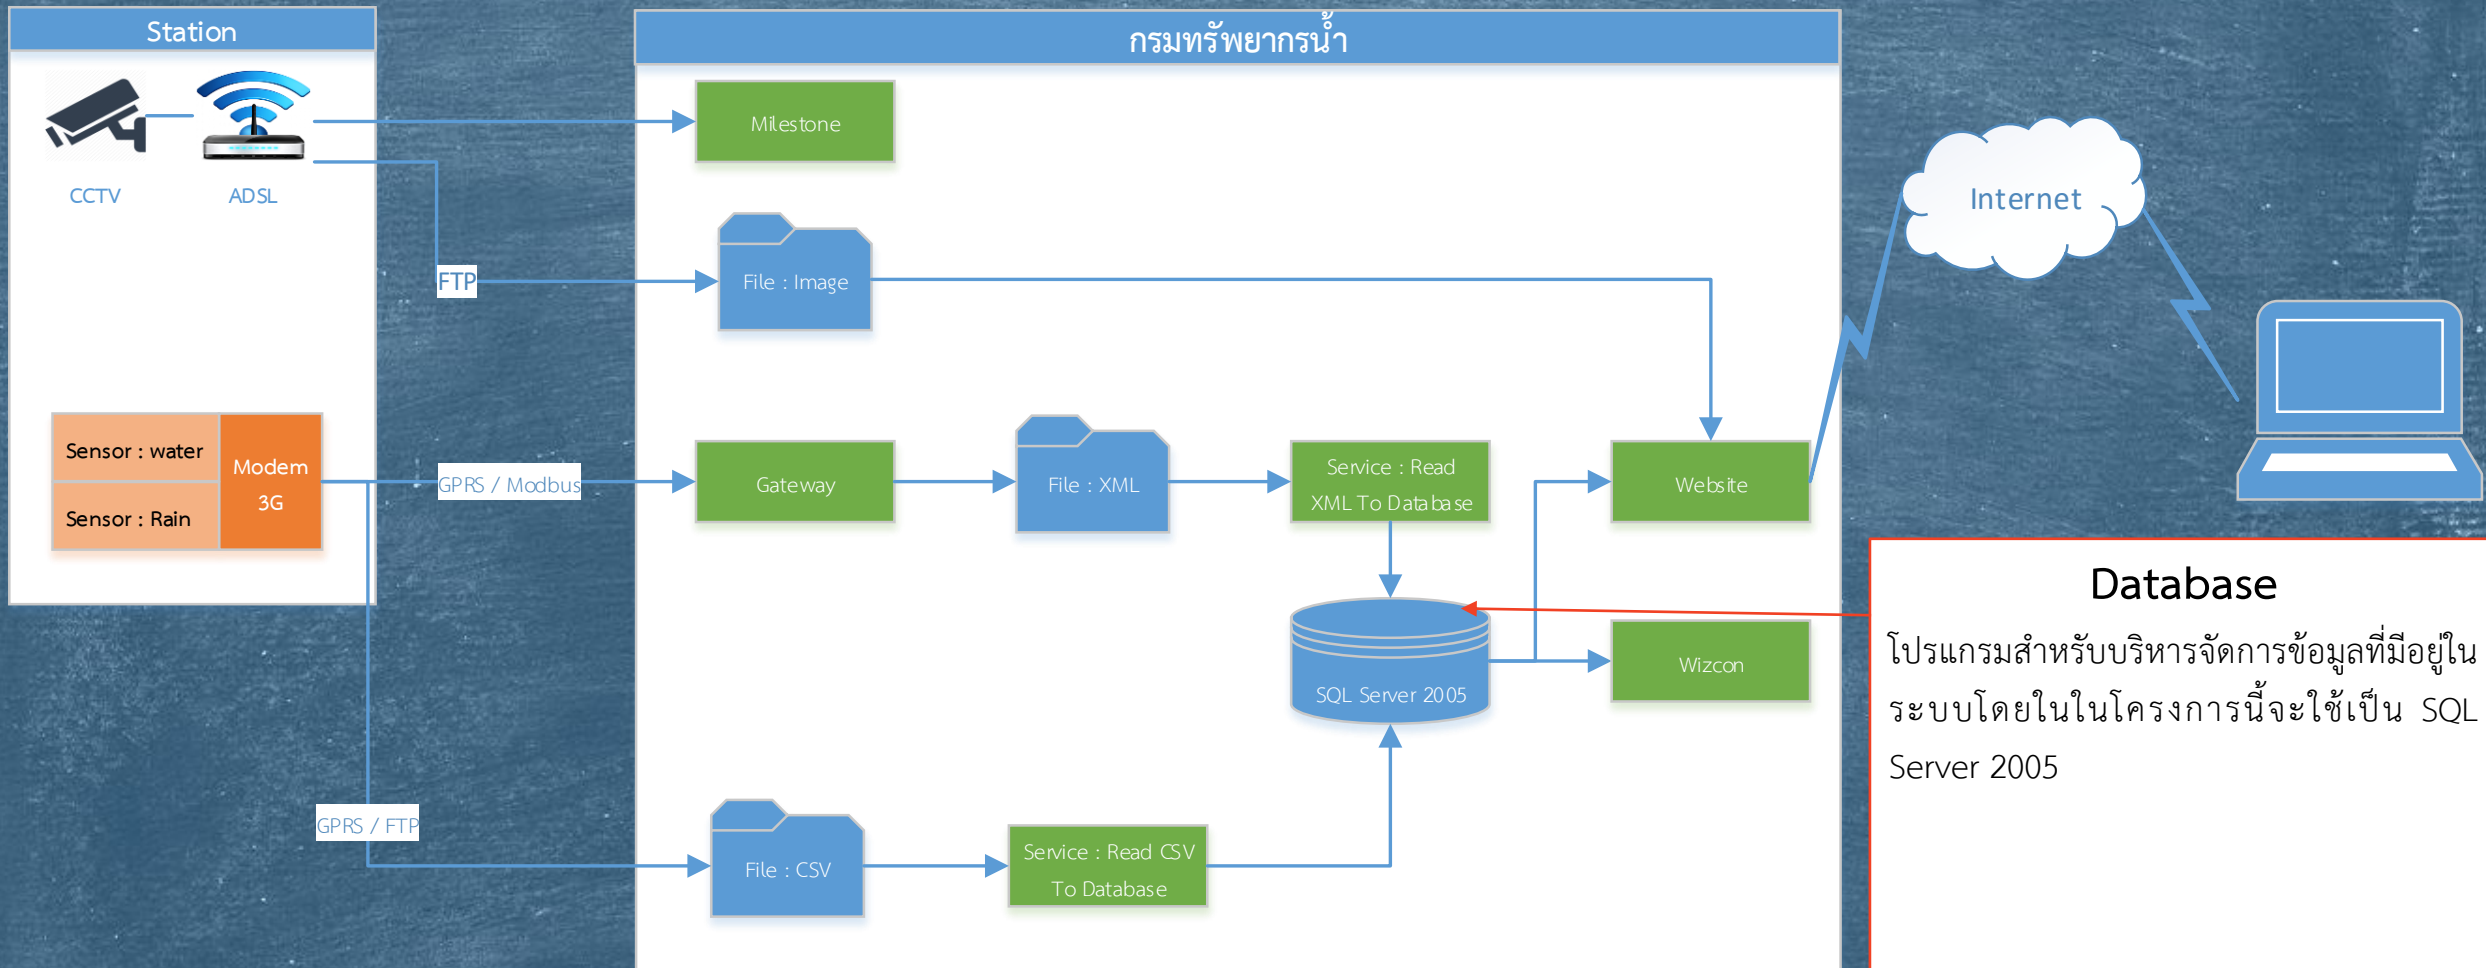 Station
กรมทรัพยากรน้ำ
Milestone
CCTV
ADSL
Internet
FTP
File : Image
Sensor : water
Sensor : Rain
Modem
3G
GPRS / Modbus
Gateway
File : XML
Service : Read
XML To Database
Website
SQL Server 2005
Wizcon
Database
โปรแกรมสำหรับบริหารจัดการข้อมูลที่มีอยู่ใน
ระบบโดยในในโครงการนี้จะใช้เป็น SQL
Server 2005
GPRS / FTP
File : CSV
Service : Read CSV
To Database